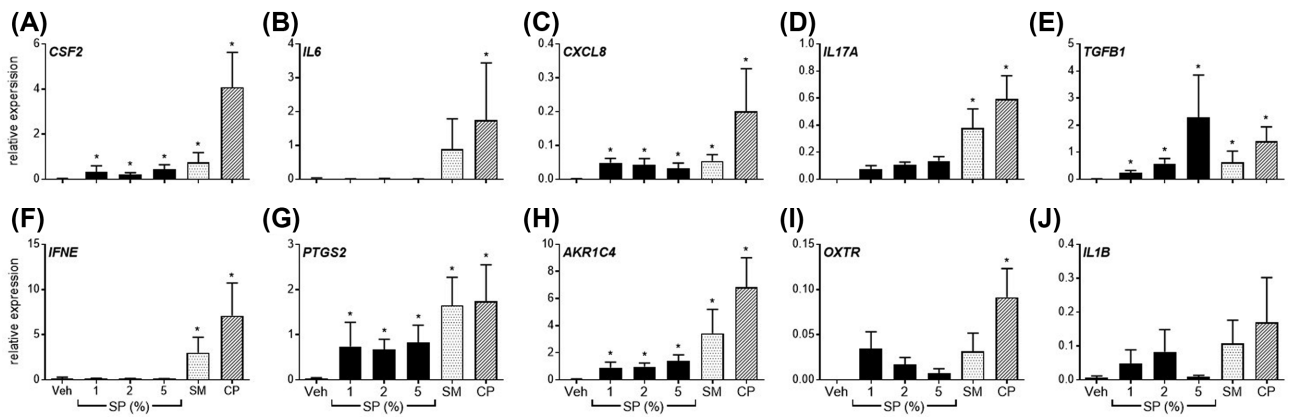 (A) (B) (C) (D) (E)
CSF2 IL6 CXCL8 IL17A TGFB1
relative expersision
6 4 2 0
4 3 2 1 0
0.4 0.3 0.2 0.1 0.0
1.0 0.8 0.6 0.4 0.2 0.0
5 4 3 2 1 0
* * * * *
* 
* * * * *
* *
* * * * *
(F) (G) (H) (I) (J)
IFNE PTGS2 AKR1C4 OXTR IL1B
relative expression
15 10 5 0
3 2 1 0
10 8 6 4 2 0
0.15 0.10 0.05 0.00
0.4 0.3 0.2 0.1 0.0
* *
* * * * *
* * * * *
*
Veh 1 2 5 SM CP
SP (%)
Veh 1 2 5 SM CP
SP (%)
Veh 1 2 5 SM CP
SP (%)
Veh 1 2 5 SM CP
SP (%)
Veh 1 2 5 SM CP
SP (%)